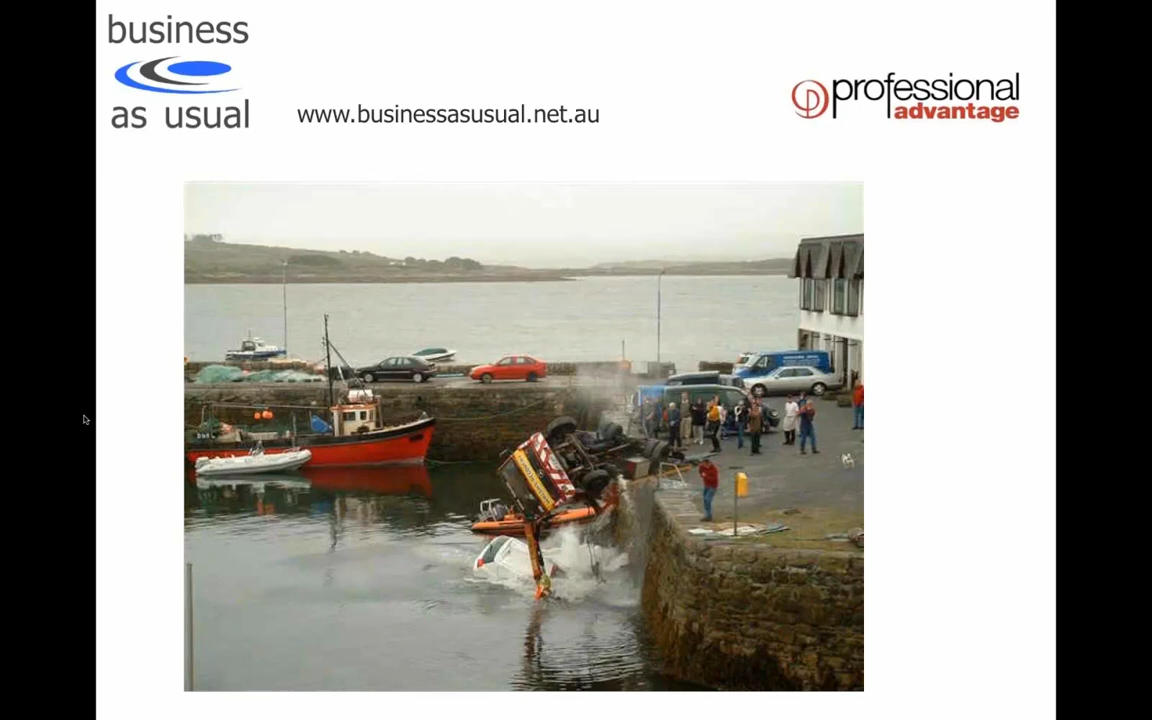 business
as usual
www.businessasusual.net.au
professional
advantage